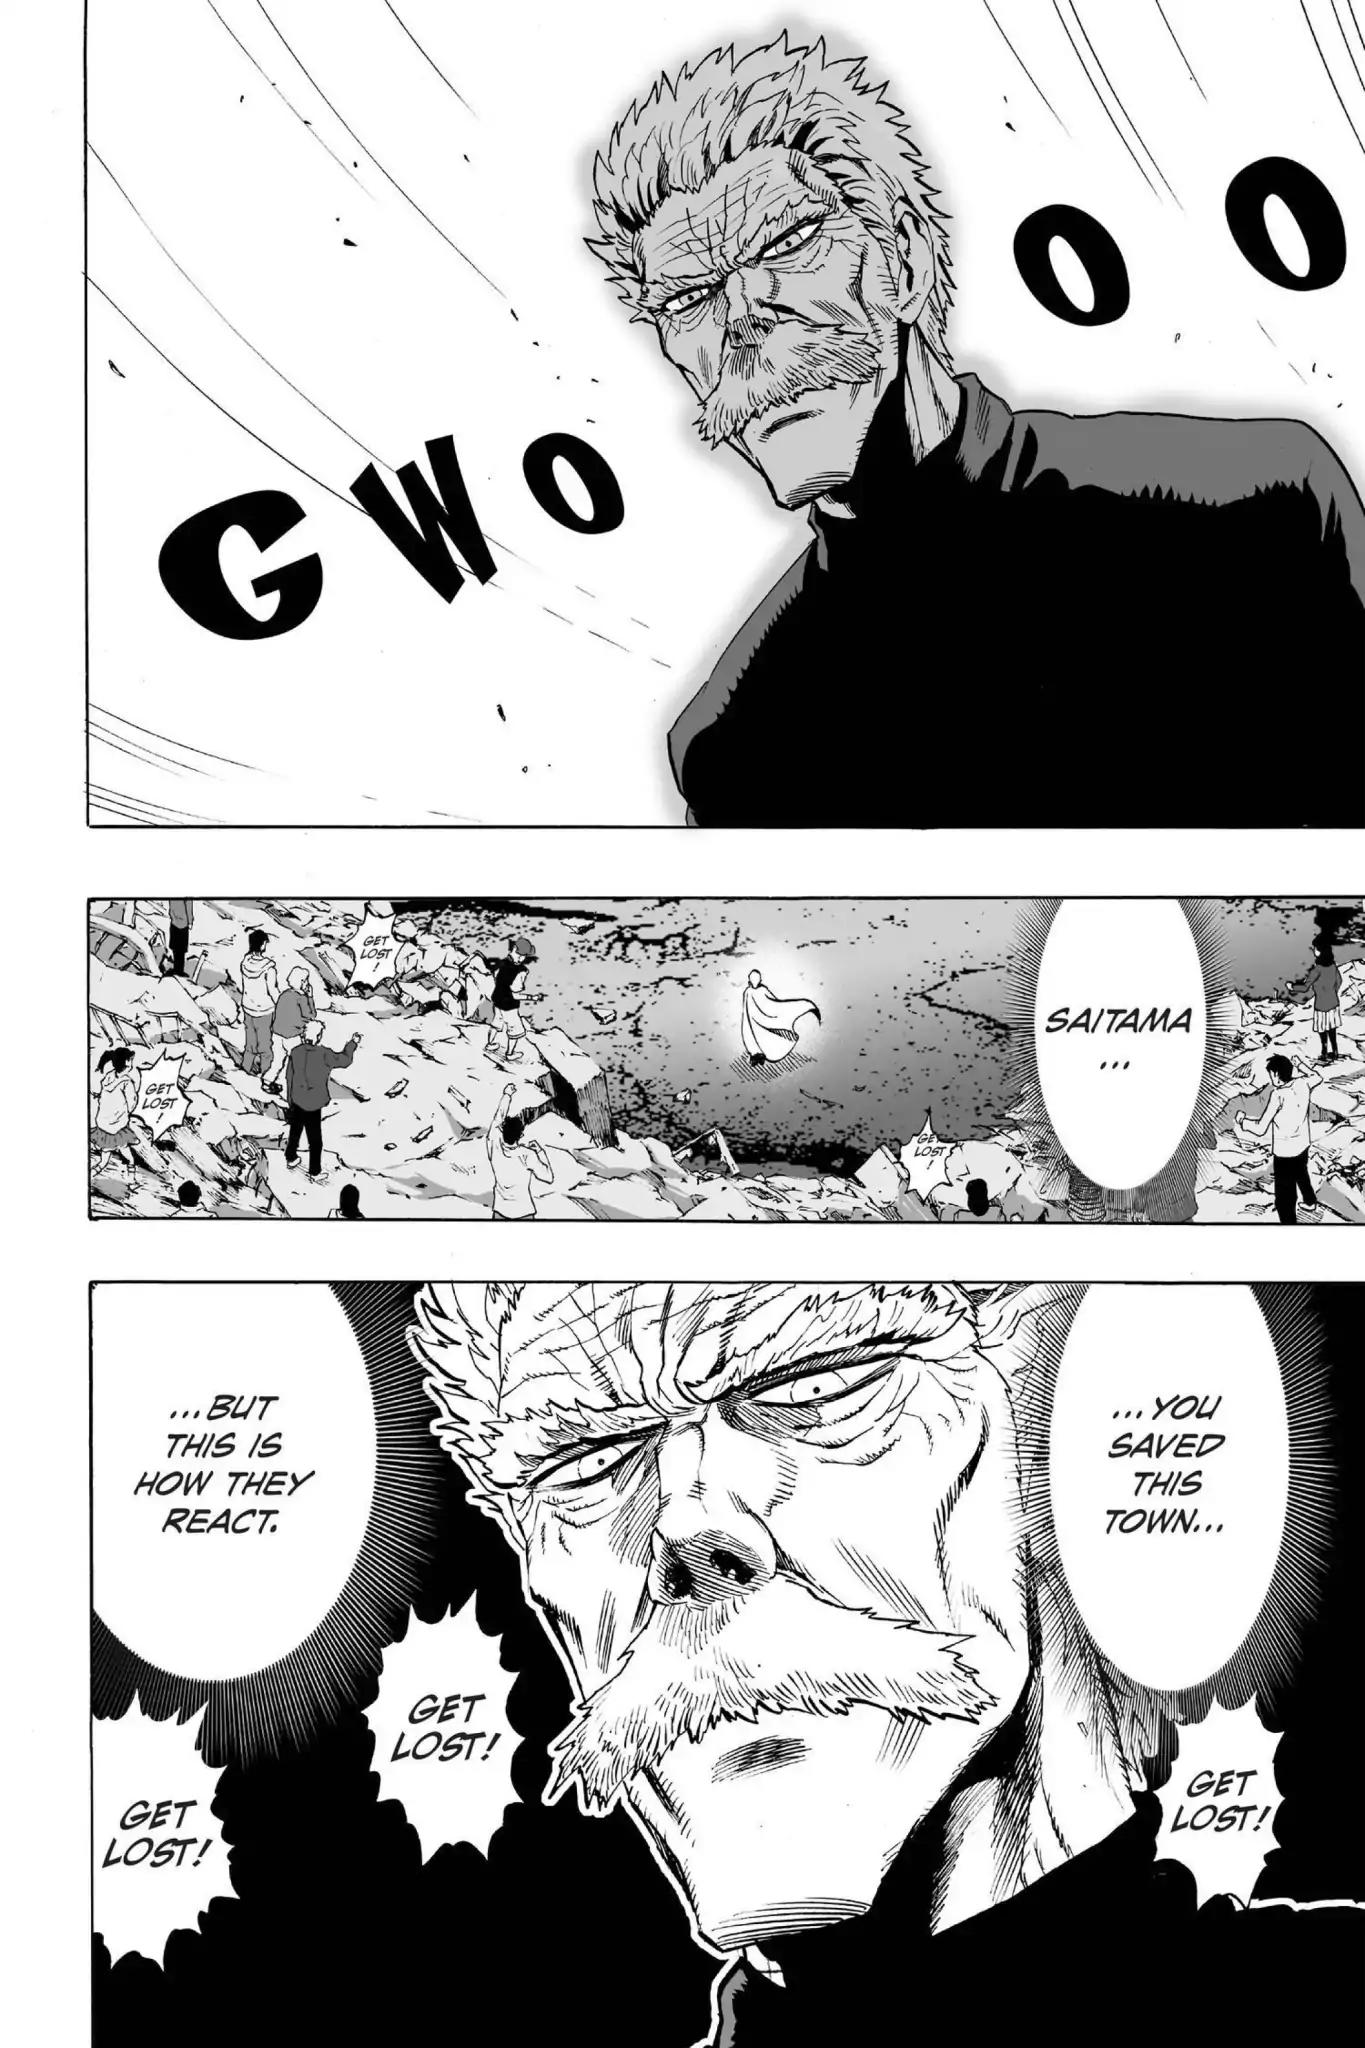 GWO
O O
SAITAMA
...
GET
LOST
!
GET
LOST
!
GET
LOST!
...YOU
SAVED
THIS
TOWN...
...BUT
THIS IS
HOW THEY
REACT.
GET
LOST!
GET
LOST!
GET
LOST!